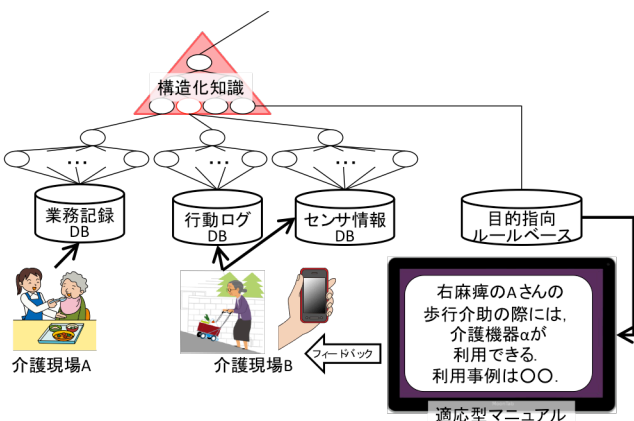 構造化知識
…
…
…
業務記録
DB
行動ログ
DB
センサ情報
DB
目的指向
ルールベース
右麻痺のAさんの
歩行介助の際には,
介護機器αが
利用できる.
利用事例は〇〇.
介護現場A
介護現場B
フィードバック
適応型マニュアル